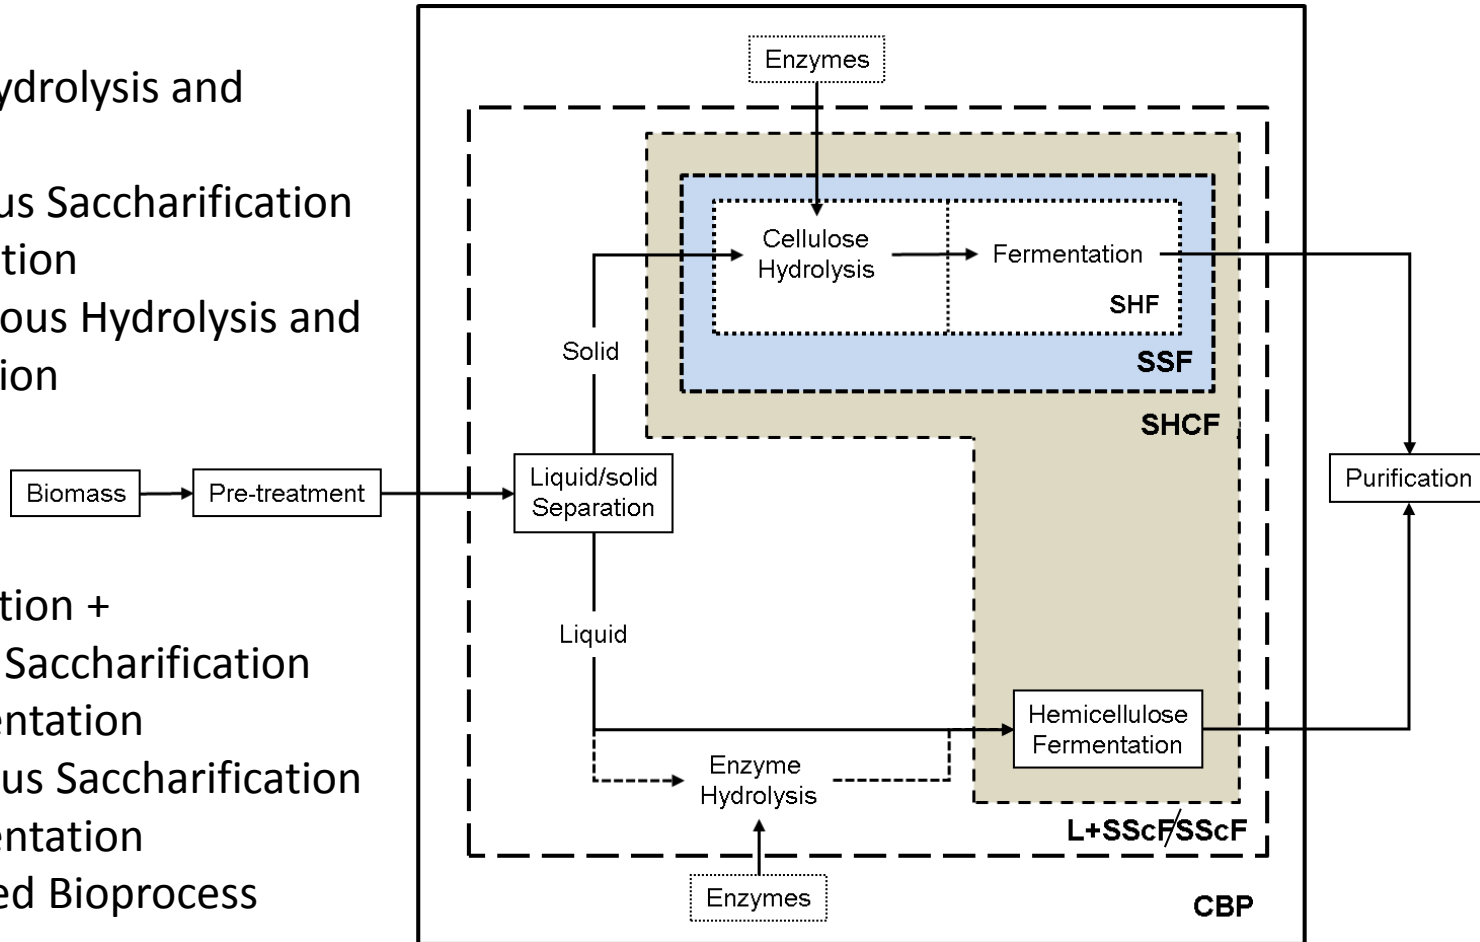 ydrolysis and
us Saccharification
tion
ous Hydrolysis and
ion
tion +
Saccharification
entation
us Saccharification
entation
ed Bioprocess
Enzymes
Cellulose
Hydrolysis
Fermentation
SHF
SSF
SHCF
Solid
Biomass
Pre-treatment
Liquid/solid
Separation
Purification
Liquid
Hemicellulose
Fermentation
Enzyme
Hydrolysis
L+SScF/SScF
Enzymes
CBP